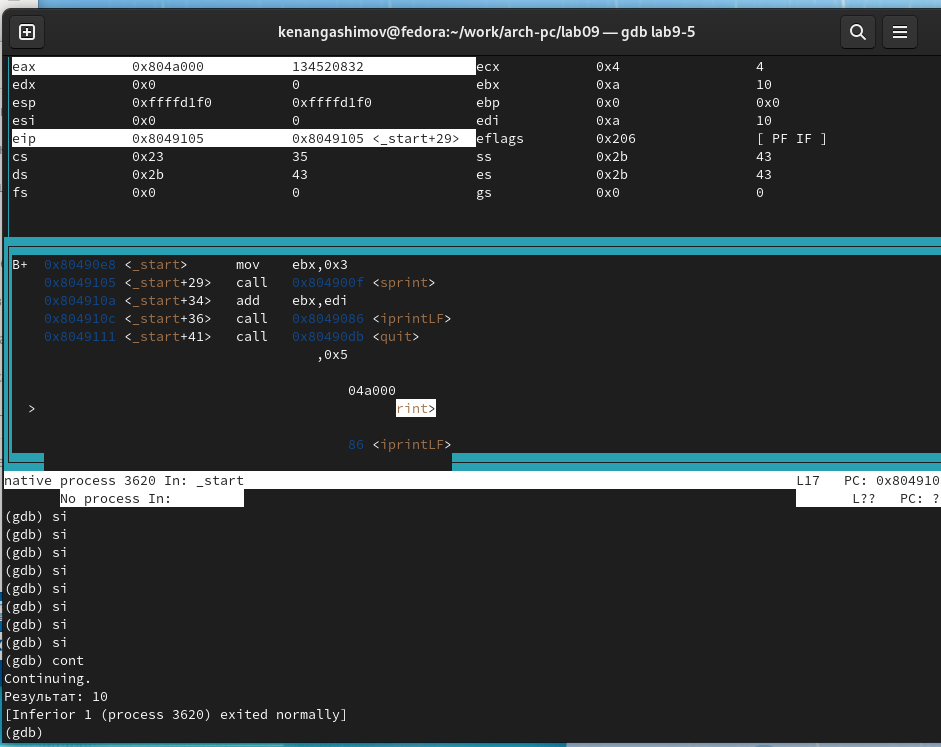 kenangashimov@fedora:~/work/arch-pc/lab09 — gdb lab9-5
eax 0x804a000 134520832 ecx 0x4 4
edx 0x0 0 ebx 0xa 10
esp 0xffffd1f0 0xffffd1f0 ebp 0x0 0x0
esi 0x0 0 edi 0xa 10
eip 0x8049105 0x8049105 <_start+29> eflags 0x206 [ PF IF ]
cs 0x23 35 ss 0x2b 43
ds 0x2b 43 es 0x2b 43
fs 0x0 0 gs 0x0 0
B+ 0x80490e8 <_start> mov ebx,0x3
0x8049105 <_start+29> call 0x804900f <sprint>
0x804910a <_start+34> add ebx,edi
0x804910c <_start+36> call 0x8049086 <iprintLF>
0x8049111 <_start+41> call 0x80490db <quit>
,0x5
04a000
> rint>
86 <iprintLF>
native process 3620 In: _start L17 PC: 0x804910
No process In: L?? PC: ?
(gdb) si
(gdb) si
(gdb) si
(gdb) si
(gdb) si
(gdb) si
(gdb) si
(gdb) si
(gdb) cont
Continuing.
Результат: 10
[Inferior 1 (process 3620) exited normally]
(gdb)